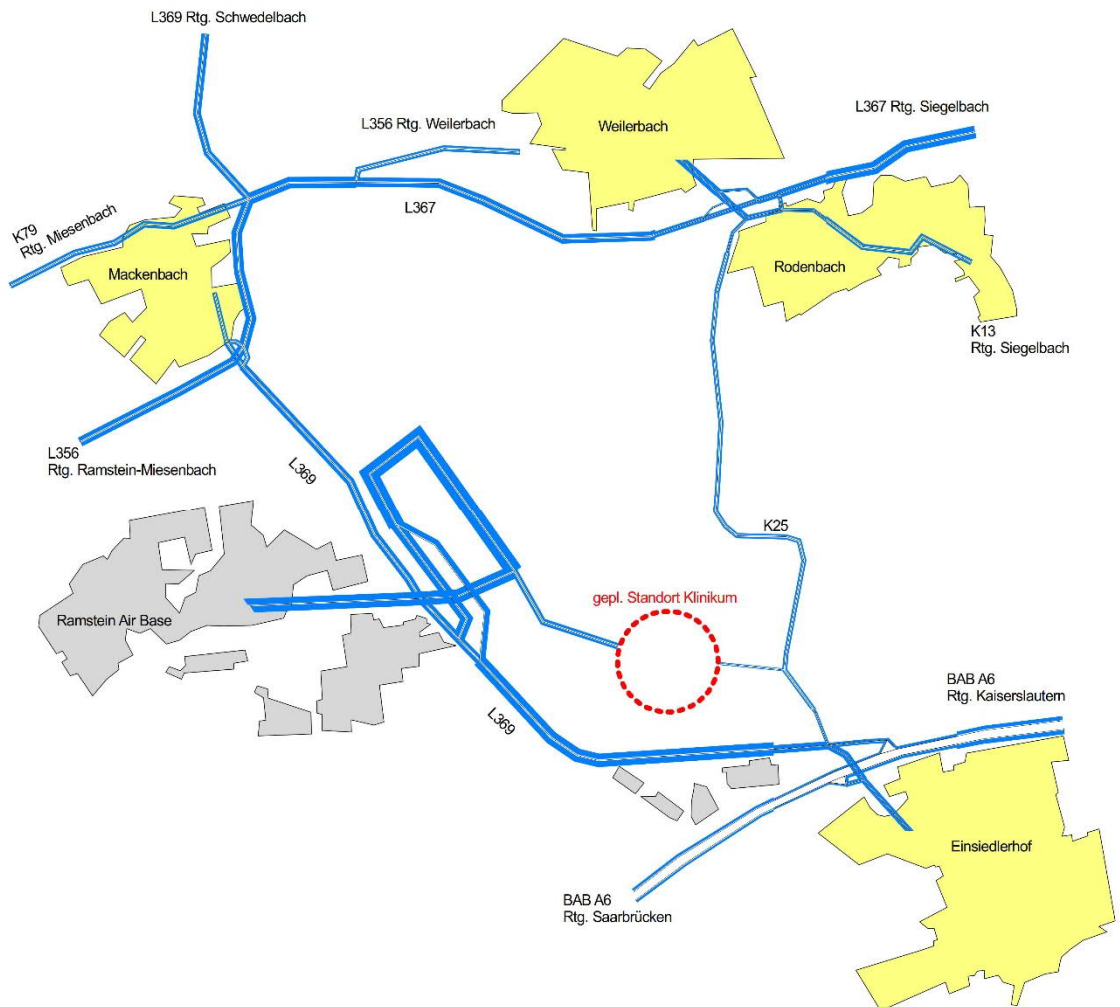 L369 Rtg. Schwedelbach
L356 Rtg. Weilerbach
Weilerbach
L367 Rtg. Siegelbach
L367
K79
Rtg. Miesenbach
Mackenbach
Rodenbach
K13
Rtg. Siegelbach
L356
Rtg. Ramstein-Miesenbach
L369
K25
gepl. Standort Klinikum
Ramstein Air Base
L369
BAB A6
Rtg. Kaiserslautern
Einsiedlerhof
BAB A6
Rtg. Saarbrücken